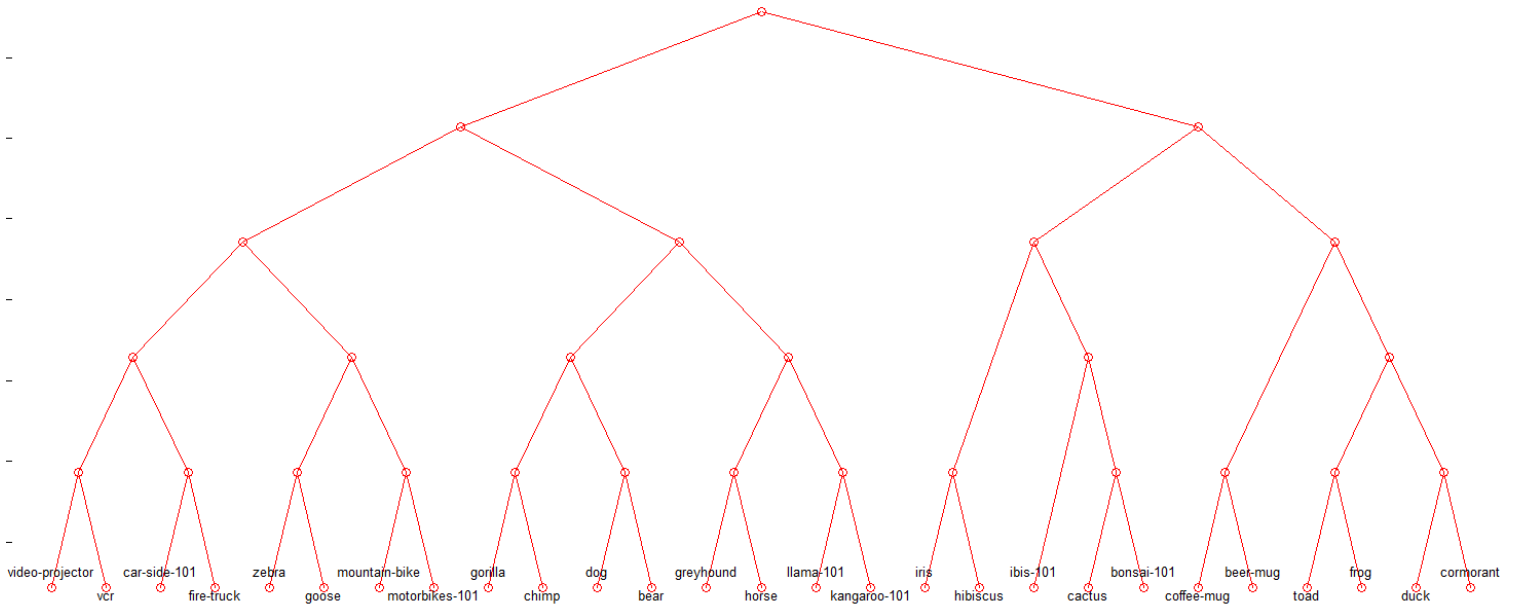 video-projector car-side-101 zebra mountain-bike gorilla dog greyhound llama-101 iris ibis-101 bonsai-101 beer-mug frog cormorant
vcr fire-truck goose motorbikes-101 chimp bear horse kangaroo-101 hibiscus cactus coffee-mug toad duck